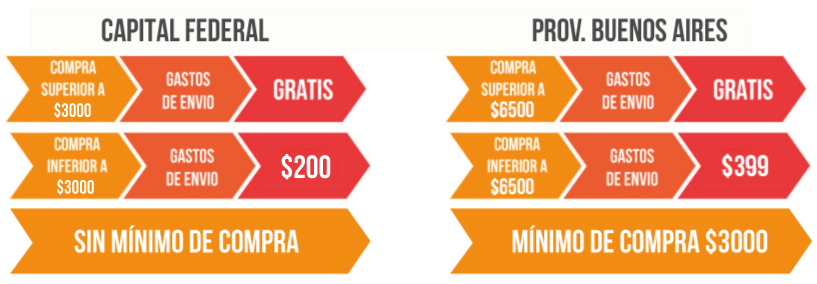 CAPITAL FEDERAL
COMPRA
SUPERIOR A
$3000
GASTOS
DE ENVIO
GRATIS
COMPRA
INFERIOR A
$3000
GASTOS
DE ENVIO
$200
SIN MÍNIMO DE COMPRA
PROV. BUENOS AIRES
COMPRA
SUPERIOR A
$6500
GASTOS
DE ENVIO
GRATIS
COMPRA
INFERIOR A
$6500
GASTOS
DE ENVIO
$399
MÍNIMO DE COMPRA $3000